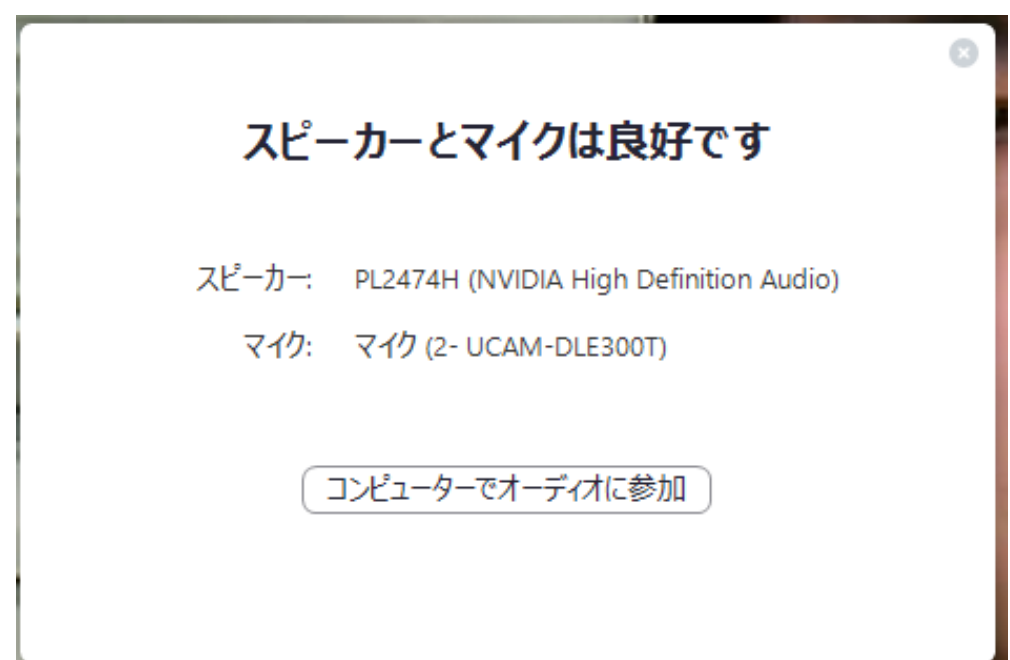 スピーカーとマイクは良好です
スピーカー: PL2474H (NVIDIA High Definition Audio)
マイク: マイク (2- UCAM-DLE300T)
コンピューターでオーディオに参加